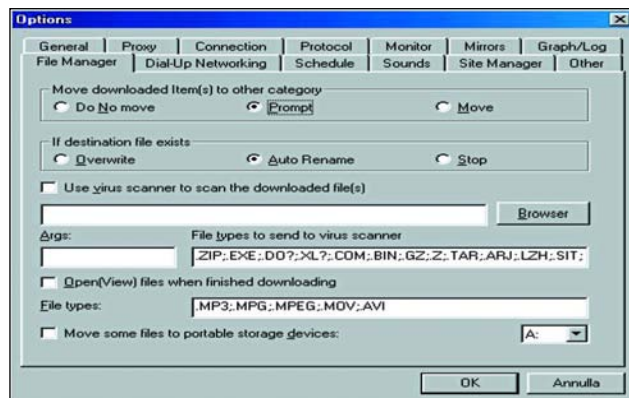 Options
General Proxy Connection Protocol Monitor Mirrors Graph/Log
File Manager Dial-Up Networking Schedule Sounds Site Manager Other
Move downloaded Item(s) to other category
Do No move Prompt Move
If destination file exists
Overwrite Auto Rename Stop
Use virus scanner to scan the downloaded file(s)
Browser
Args: File types to send to virus scanner
.ZIP;.EXE;.DO?;.XL?;.COM;.BIN;.GZ;.Z;.TAR;.ARJ;.LZH;.SIT;
Open(View) files when finished downloading
File types: .MP3;.MPG;.MPEG;.MOV;.AVI
Move some files to portable storage devices: A:
OK Annulla